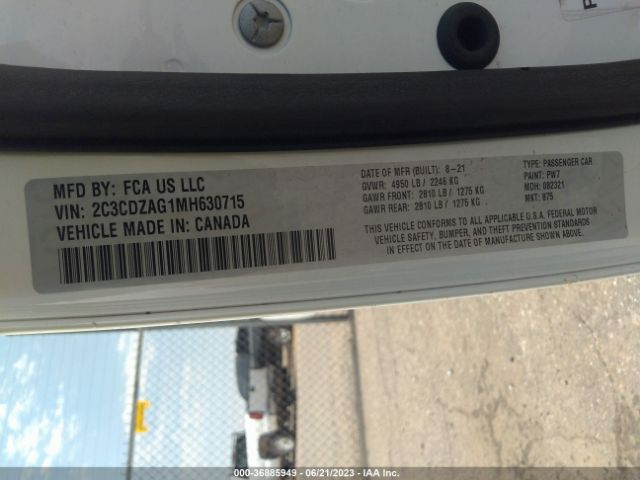 P
MFD BY: FCA US LLC
VIN: 2C3CDZAG1MH630715
VEHICLE MADE IN: CANADA
DATE OF MFR (BUILT): 8-21
GVWR: 4950 LB / 2245 KG
GAWR FRONT: 2810 LB / 1275 KG
GAWR REAR: 2810 LB / 1275 KG
TYPE: PASSENGER CAR
PAINT: PW7
MDH: 082321
MKT: 875
THIS VEHICLE CONFORMS TO ALL APPLICABLE U.S.A. FEDERAL MOTOR
VEHICLE SAFETY, BUMPER, AND THEFT PREVENTION STANDARDS
IN EFFECT ON THE DATE OF MANUFACTURE SHOWN ABOVE.
000-36885949 - 06/21/2023 - IAA Inc.